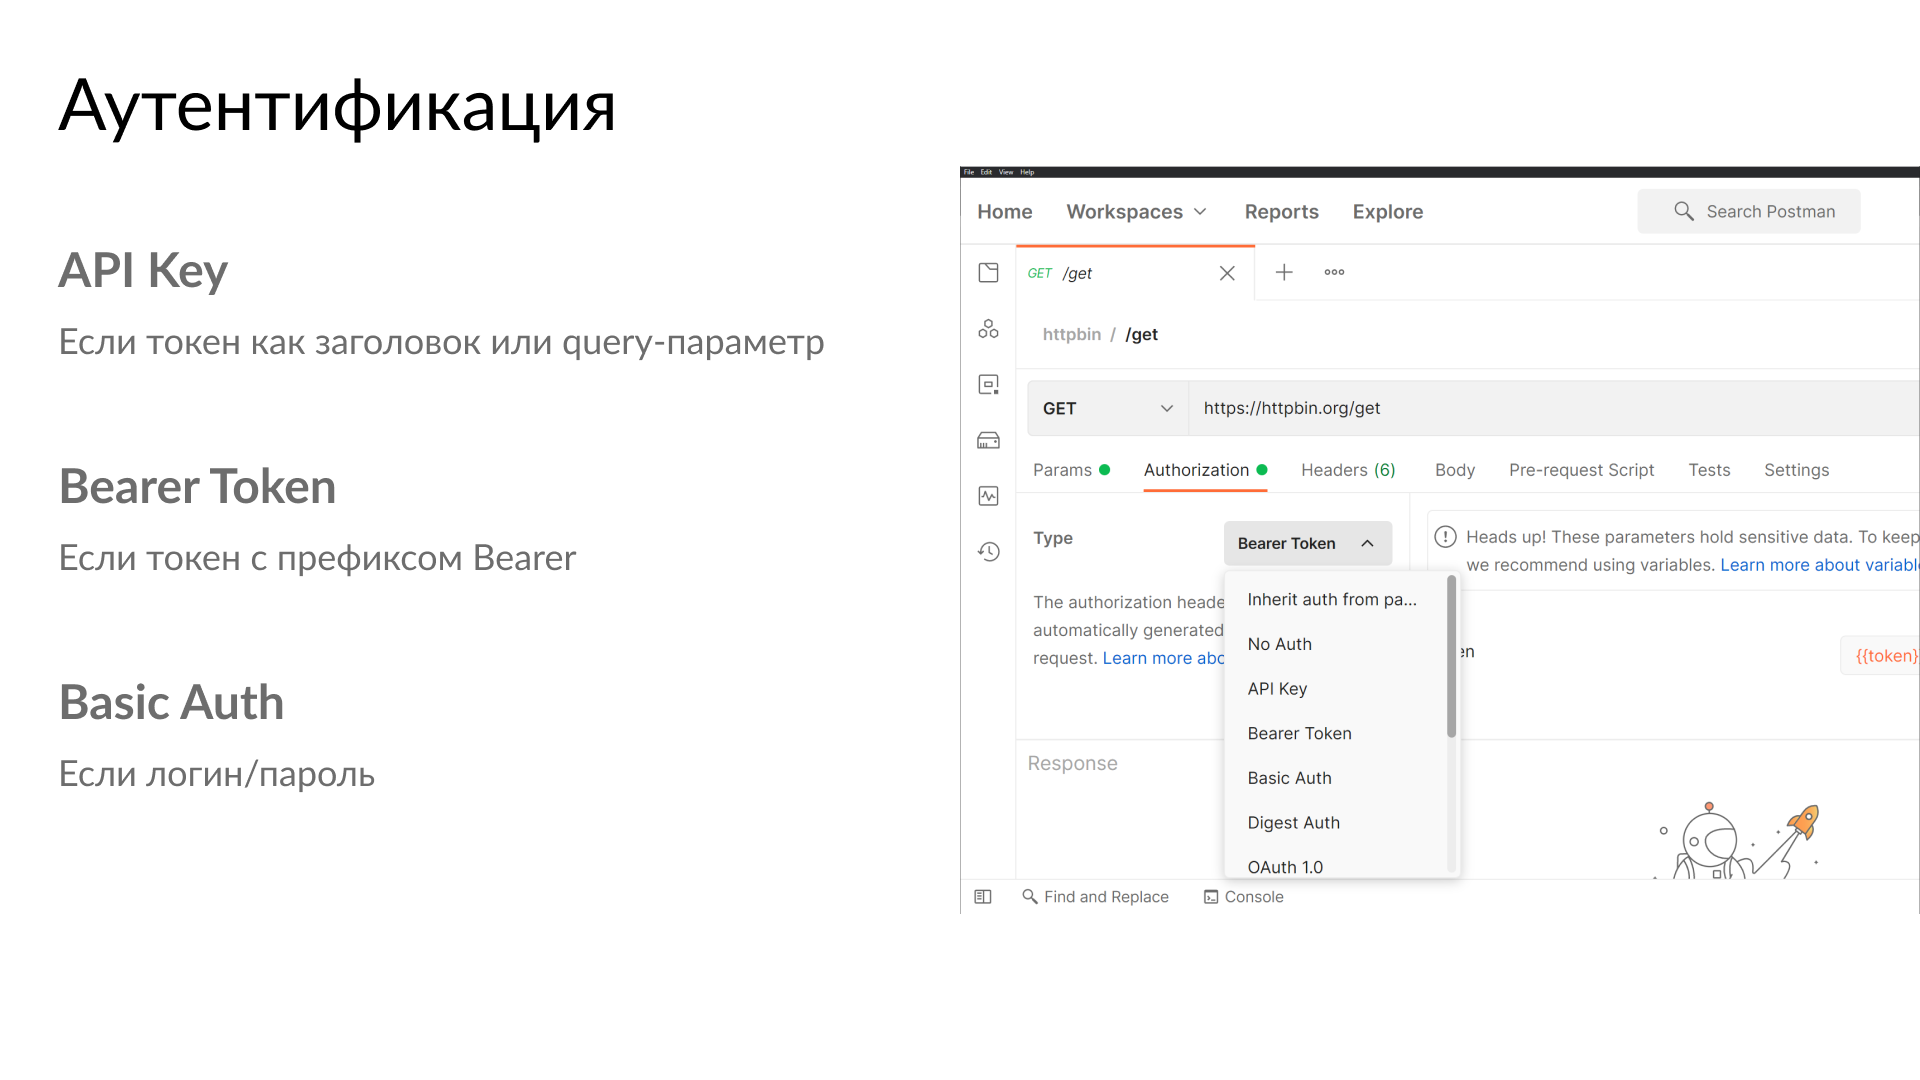 Аутентификация
API Key
Если токен как заголовок или query-параметр
Bearer Token
Если токен с префиксом Bearer
Basic Auth
Если логин/пароль
File Edit View Help
Home Workspaces Reports Explore Search Postman
GET /get
httpbin / /get
GET https://httpbin.org/get
Params Authorization Headers (6) Body Pre-request Script Tests Settings
Type Bearer Token
Heads up! These parameters hold sensitive data. To keep
we recommend using variables. Learn more about variabl
The authorization heade
automatically generated
request. Learn more abo
Inherit auth from pa...
No Auth
API Key
Bearer Token
Basic Auth
Digest Auth
OAuth 1.0
en {{token}
Response
Find and Replace Console